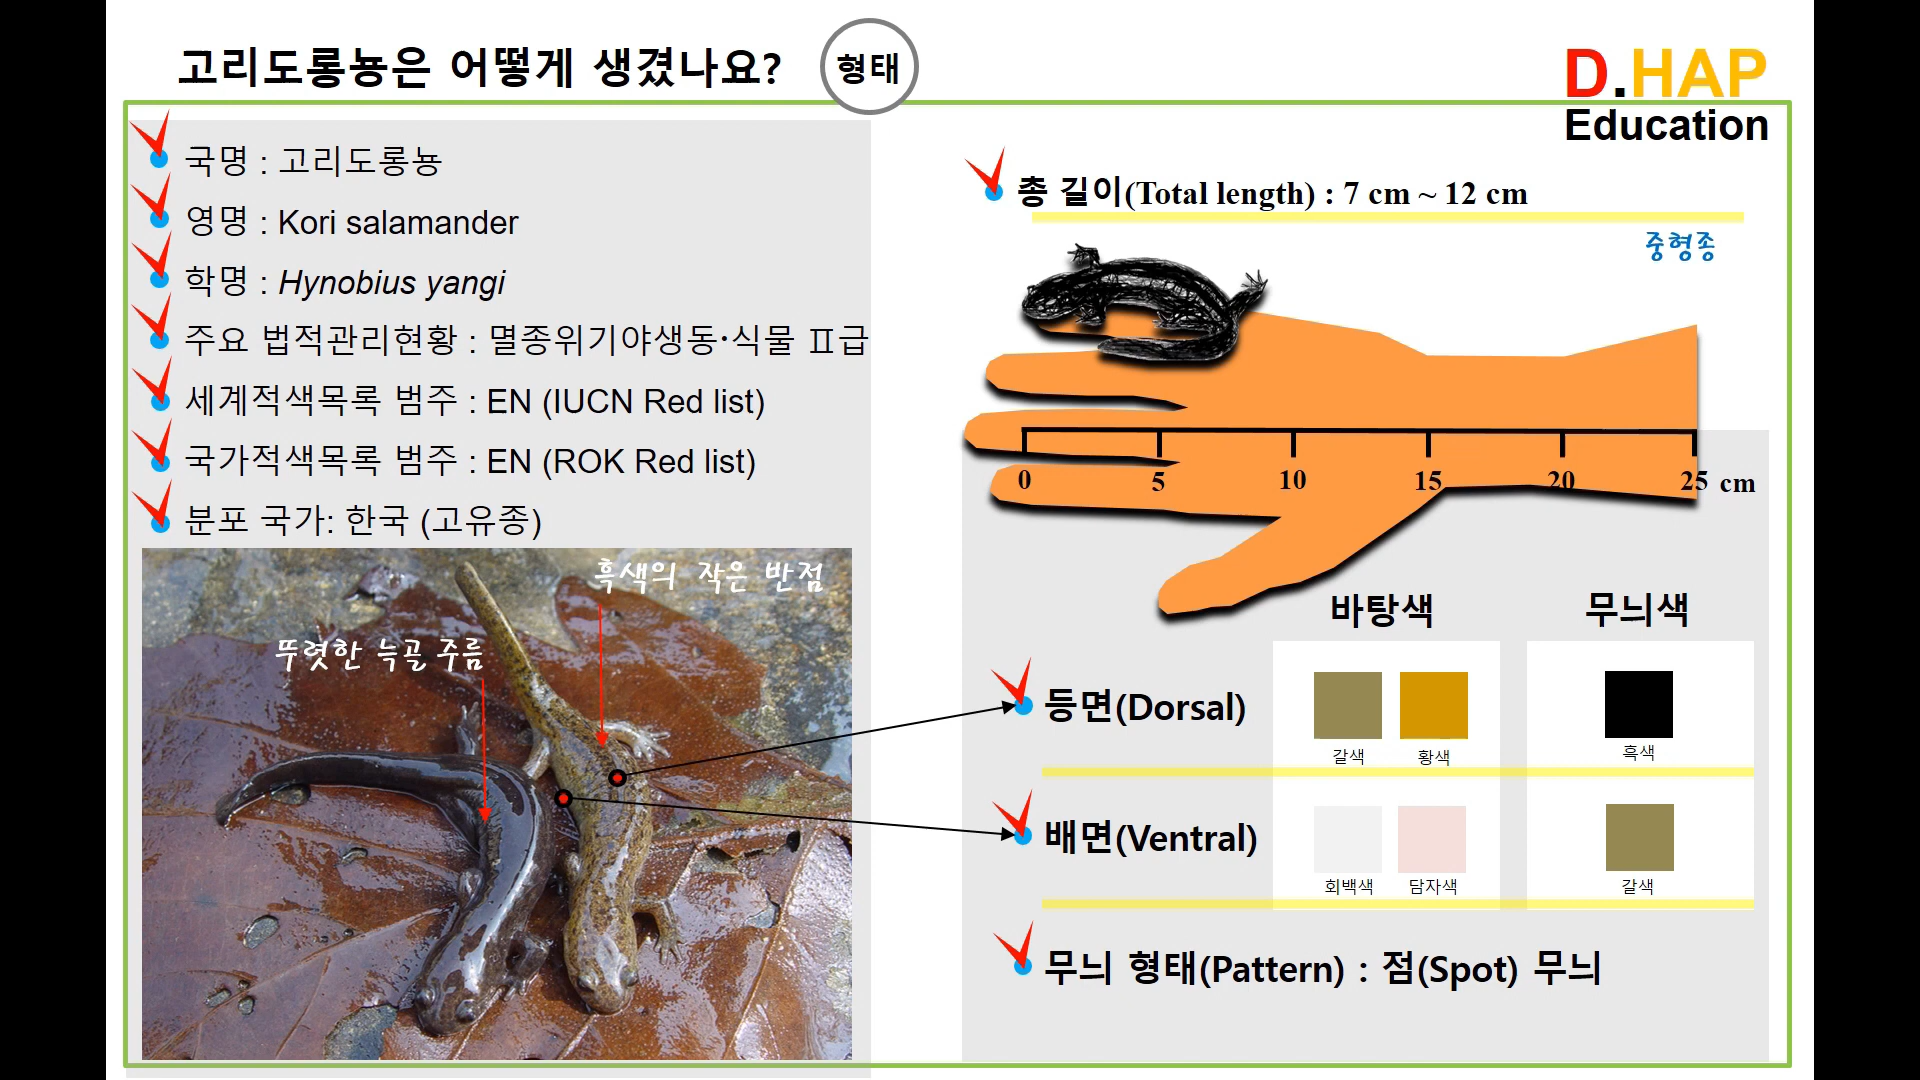 고리도롱뇽은 어떻게 생겼나요?
형태
D.HAP
Education
국명 : 고리도롱뇽
영명 : Kori salamander
학명 : Hynobius yangi
주요 법적관리현황 : 멸종위기야생동·식물 Ⅱ급
세계적색목록 범주 : EN (IUCN Red list)
국가적색목록 범주 : EN (ROK Red list)
분포 국가: 한국 (고유종)
흑색의 작은 반점
뚜렷한 늑골 주름
총 길이(Total length) : 7 cm ~ 12 cm
중형종
0 5 10 15 20 25 cm
바탕색 무늬색
등면(Dorsal)
갈색 황색 흑색
배면(Ventral)
회백색 담자색 갈색
무늬 형태(Pattern) : 점(Spot) 무늬